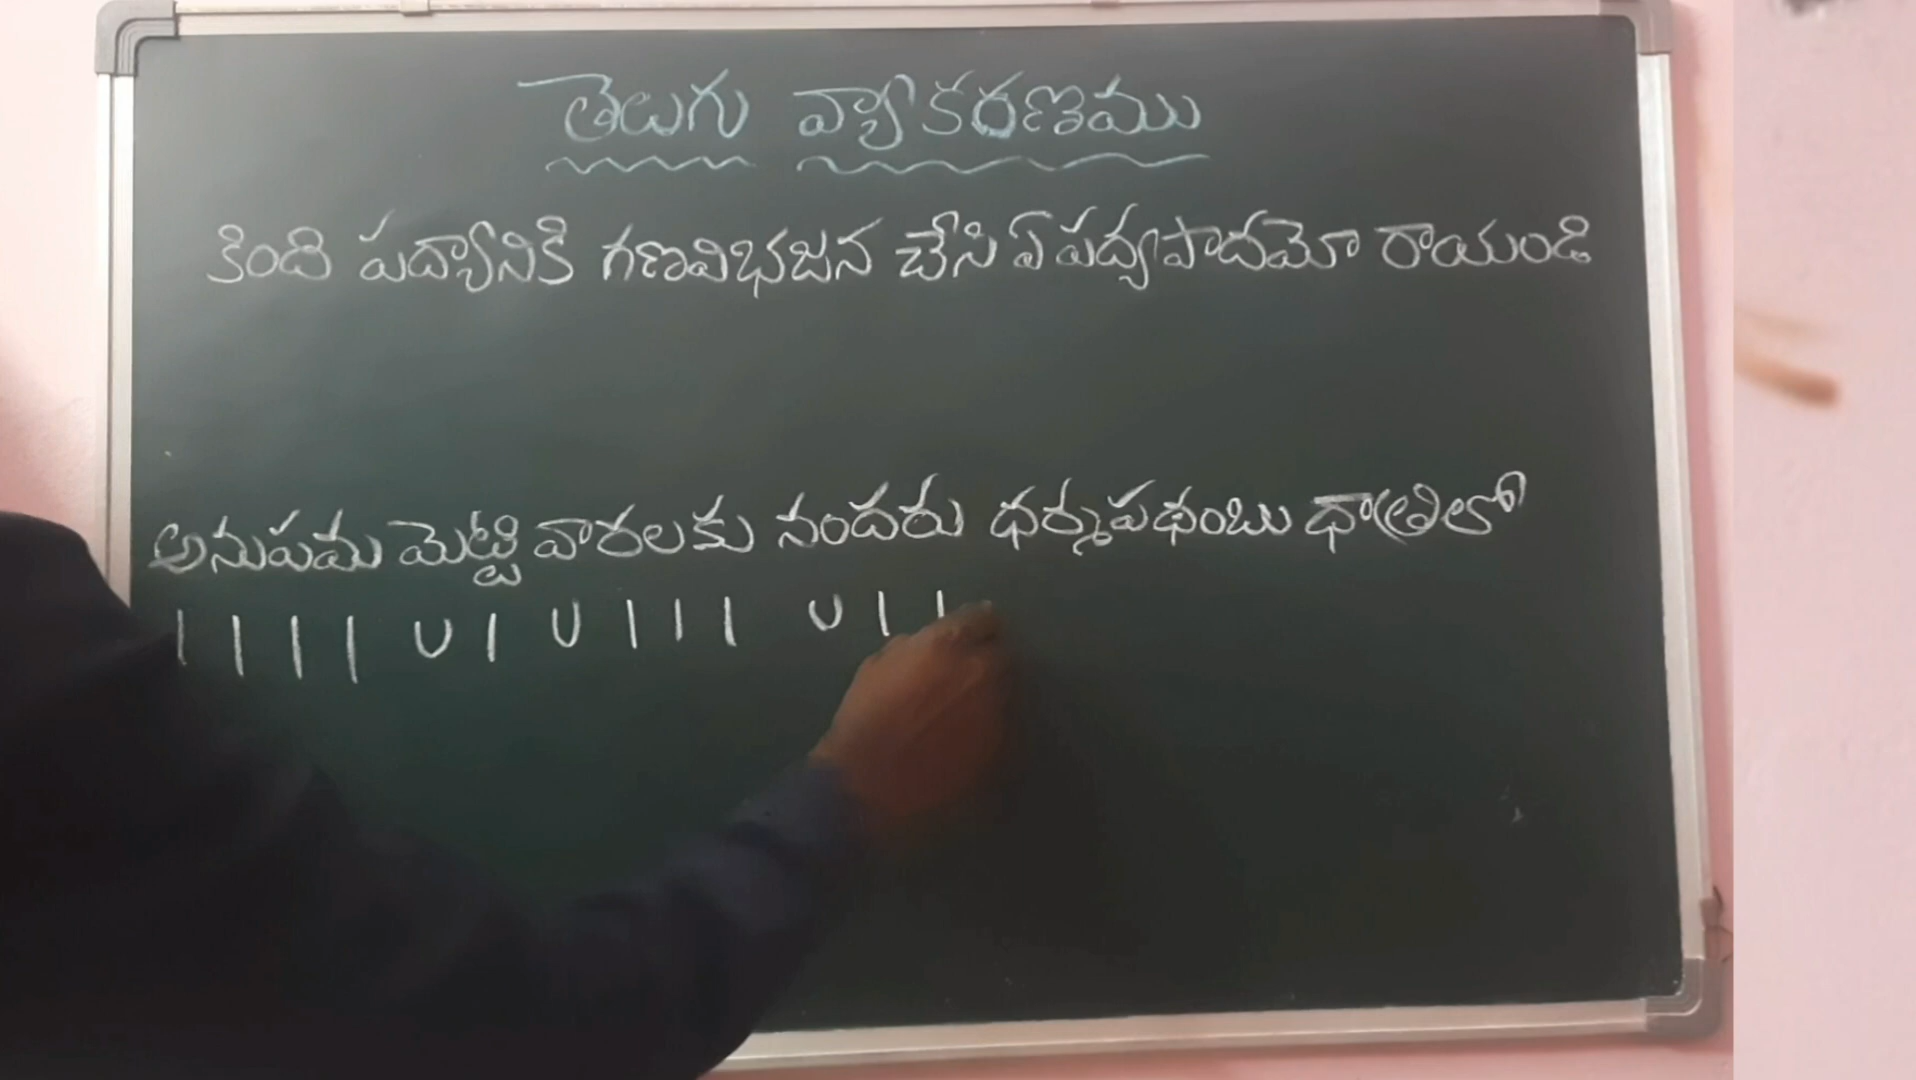 తెలుగు వ్యాకరణము
కింది పద్యానికి గణవిభజన చేసి ఏ పద్యపాదమో రాయండి
అనుపమ మెట్టి వారలకు నందరు ధర్మపథంబు ధాత్రిలో
| | | | U | U | | | U | |